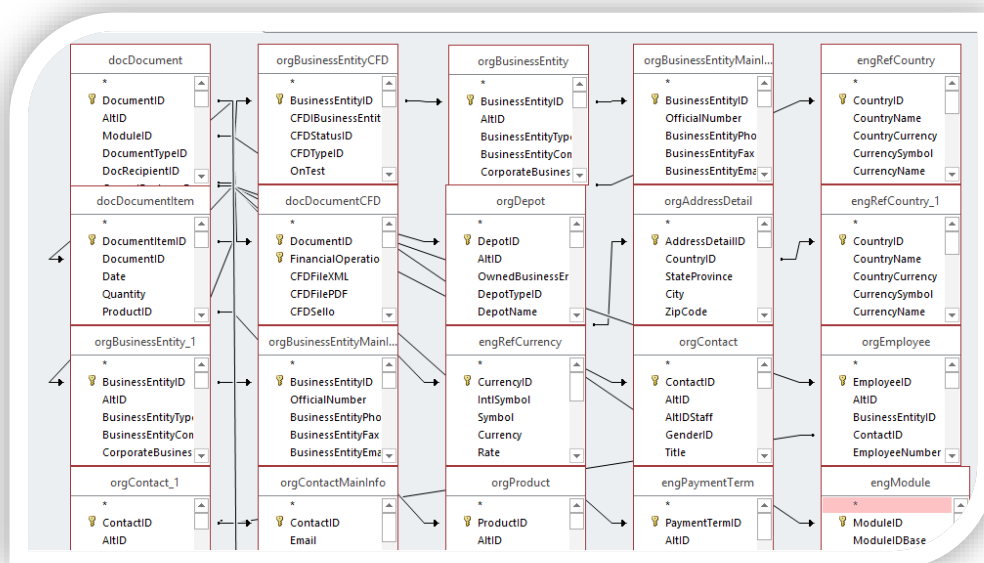 docDocument
*
DocumentID
AltID
ModuleID
DocumentTypeID
DocRecipientID
orgBusinessEntityCFD
*
BusinessEntityID
CFDIBusinessEntit
CFDStatusID
CFDTypeID
OnTest
orgBusinessEntity
*
BusinessEntityID
AltID
BusinessEntityType
BusinessEntityCon
CorporateBusines
orgBusinessEntityMainI...
*
BusinessEntityID
OfficialNumber
BusinessEntityPho
BusinessEntityFax
BusinessEntityEma
engRefCountry
*
CountryID
CountryName
CountryCurrency
CurrencySymbol
CurrencyName
docDocumentItem
*
DocumentItemID
DocumentID
Date
Quantity
ProductID
docDocumentCFD
*
DocumentID
FinancialOperatio
CFDFileXML
CFDFilePDF
CFDSello
orgDepot
*
DepotID
AltID
OwnedBusinessEn
DepotTypeID
DepotName
orgAddressDetail
*
AddressDetailID
CountryID
StateProvince
City
ZipCode
engRefCountry_1
*
CountryID
CountryName
CountryCurrency
CurrencySymbol
CurrencyName
orgBusinessEntity_1
*
BusinessEntityID
AltID
BusinessEntityType
BusinessEntityCon
CorporateBusines
orgBusinessEntityMainI...
*
BusinessEntityID
OfficialNumber
BusinessEntityPho
BusinessEntityFax
BusinessEntityEma
engRefCurrency
*
CurrencyID
IntlSymbol
Symbol
Currency
Rate
orgContact
*
ContactID
AltID
AltIDStaff
GenderID
Title
orgEmployee
*
EmployeeID
AltID
BusinessEntityID
ContactID
EmployeeNumber
orgContact_1
*
ContactID
AltID
orgContactMainInfo
*
ContactID
Email
orgProduct
*
ProductID
AltID
engPaymentTerm
*
PaymentTermID
AltID
engModule
*
ModuleID
ModuleIDBase